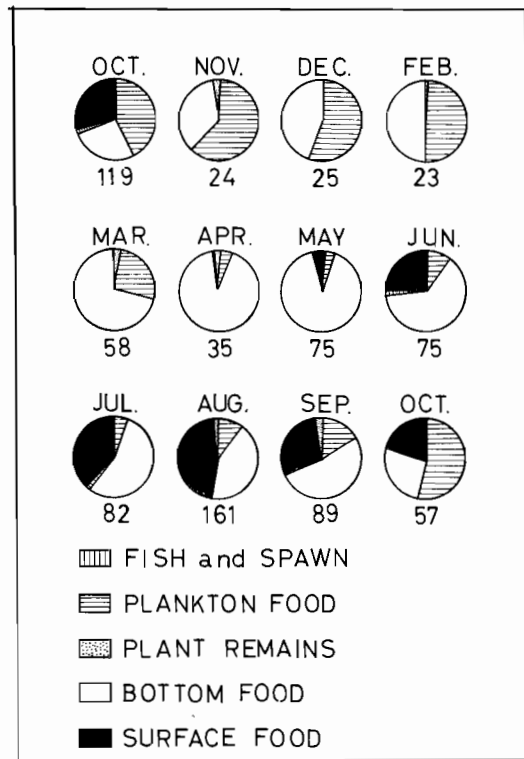 OCT. NOV. DEC. FEB.
119 24 25 23
MAR. APR. MAY JUN.
58 35 75 75
JUL. AUG. SEP. OCT.
82 161 89 57
FISH and SPAWN
PLANKTON FOOD
PLANT REMAINS
BOTTOM FOOD
SURFACE FOOD